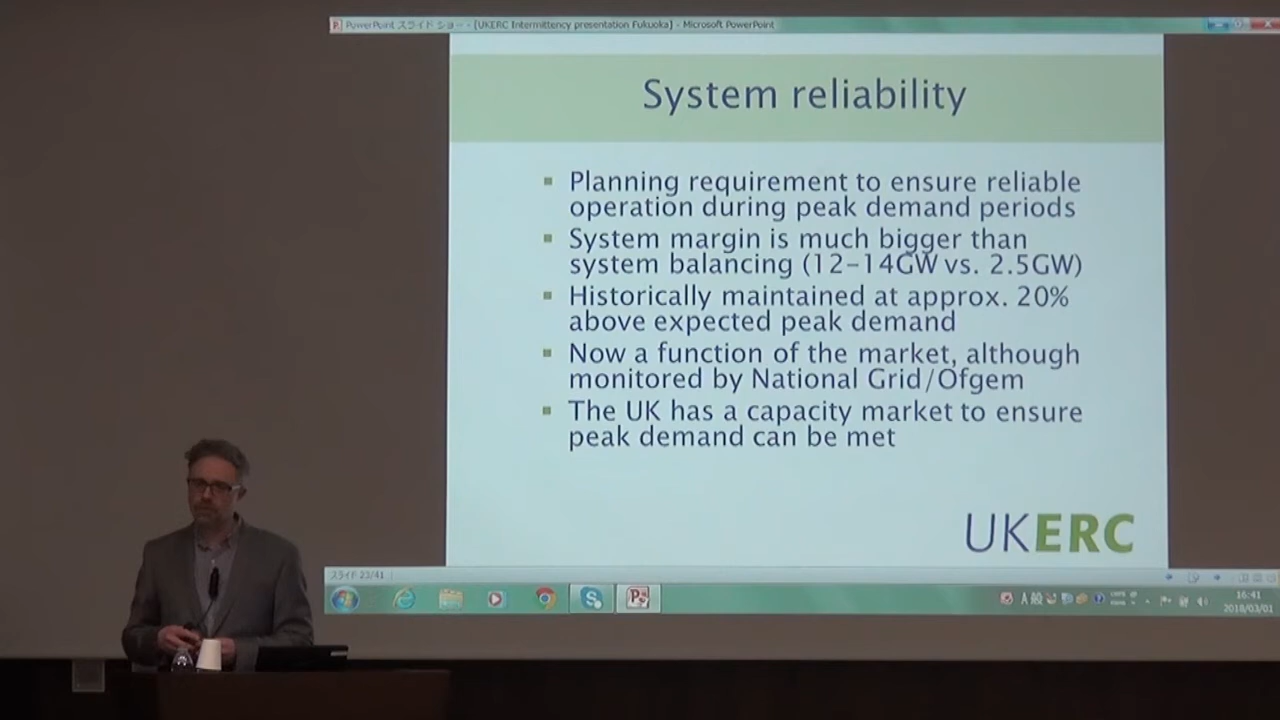 PowerPoint スライド ショー - [UKERC Intermittency presentation Fukuoka] - Microsoft PowerPoint
System reliability
▪ Planning requirement to ensure reliable
operation during peak demand periods
▪ System margin is much bigger than
system balancing (12-14GW vs. 2.5GW)
▪ Historically maintained at approx. 20%
above expected peak demand
▪ Now a function of the market, although
monitored by National Grid/Ofgem
▪ The UK has a capacity market to ensure
peak demand can be met
UKERC
スライド 23/41
A 般
16:41
2018/03/01